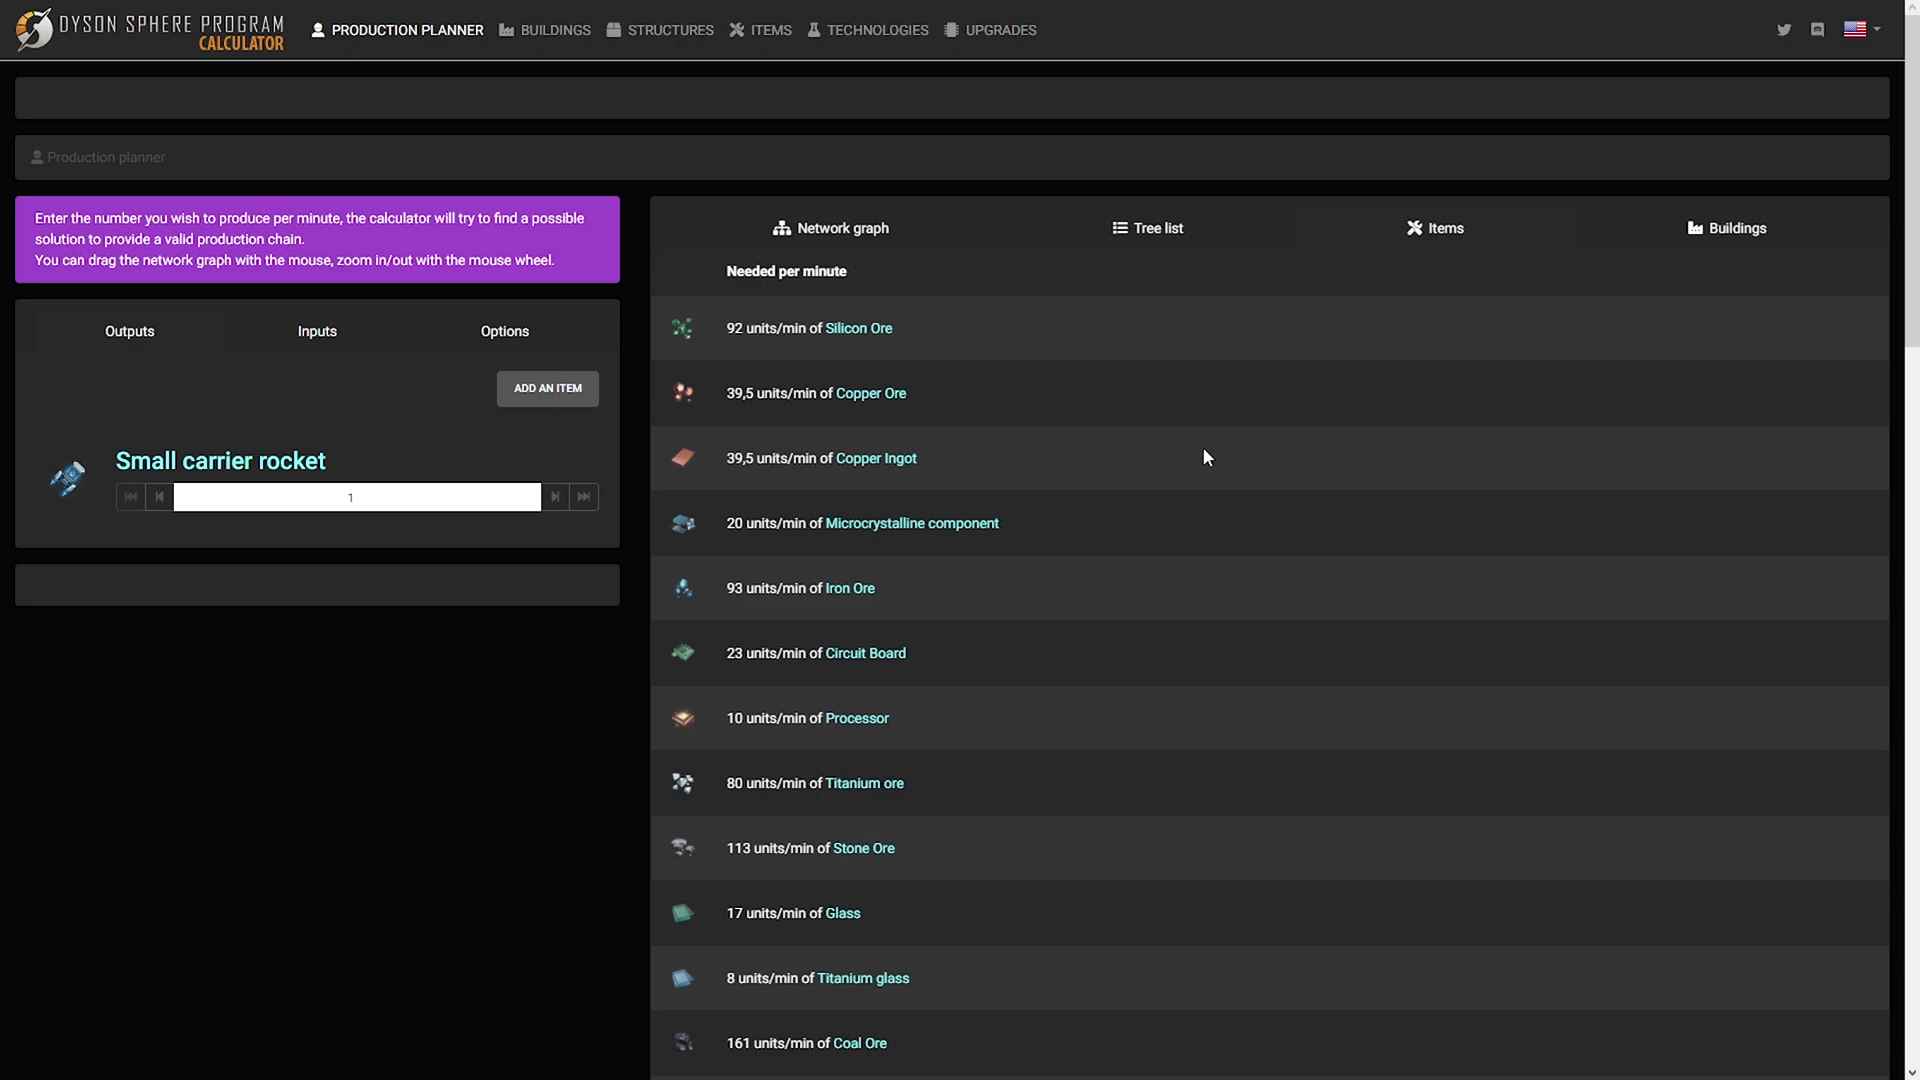 DYSON SPHERE PROGRAM
CALCULATOR
PRODUCTION PLANNER
BUILDINGS
STRUCTURES
ITEMS
TECHNOLOGIES
UPGRADES
Production planner
Enter the number you wish to produce per minute, the calculator will try to find a possible
solution to provide a valid production chain.
You can drag the network graph with the mouse, zoom in/out with the mouse wheel.
Outputs
Inputs
Options
ADD AN ITEM
Small carrier rocket
1
Network graph
Tree list
Items
Buildings
Needed per minute
92 units/min of Silicon Ore
39,5 units/min of Copper Ore
39,5 units/min of Copper Ingot
20 units/min of Microcrystalline component
93 units/min of Iron Ore
23 units/min of Circuit Board
10 units/min of Processor
80 units/min of Titanium ore
113 units/min of Stone Ore
17 units/min of Glass
8 units/min of Titanium glass
161 units/min of Coal Ore